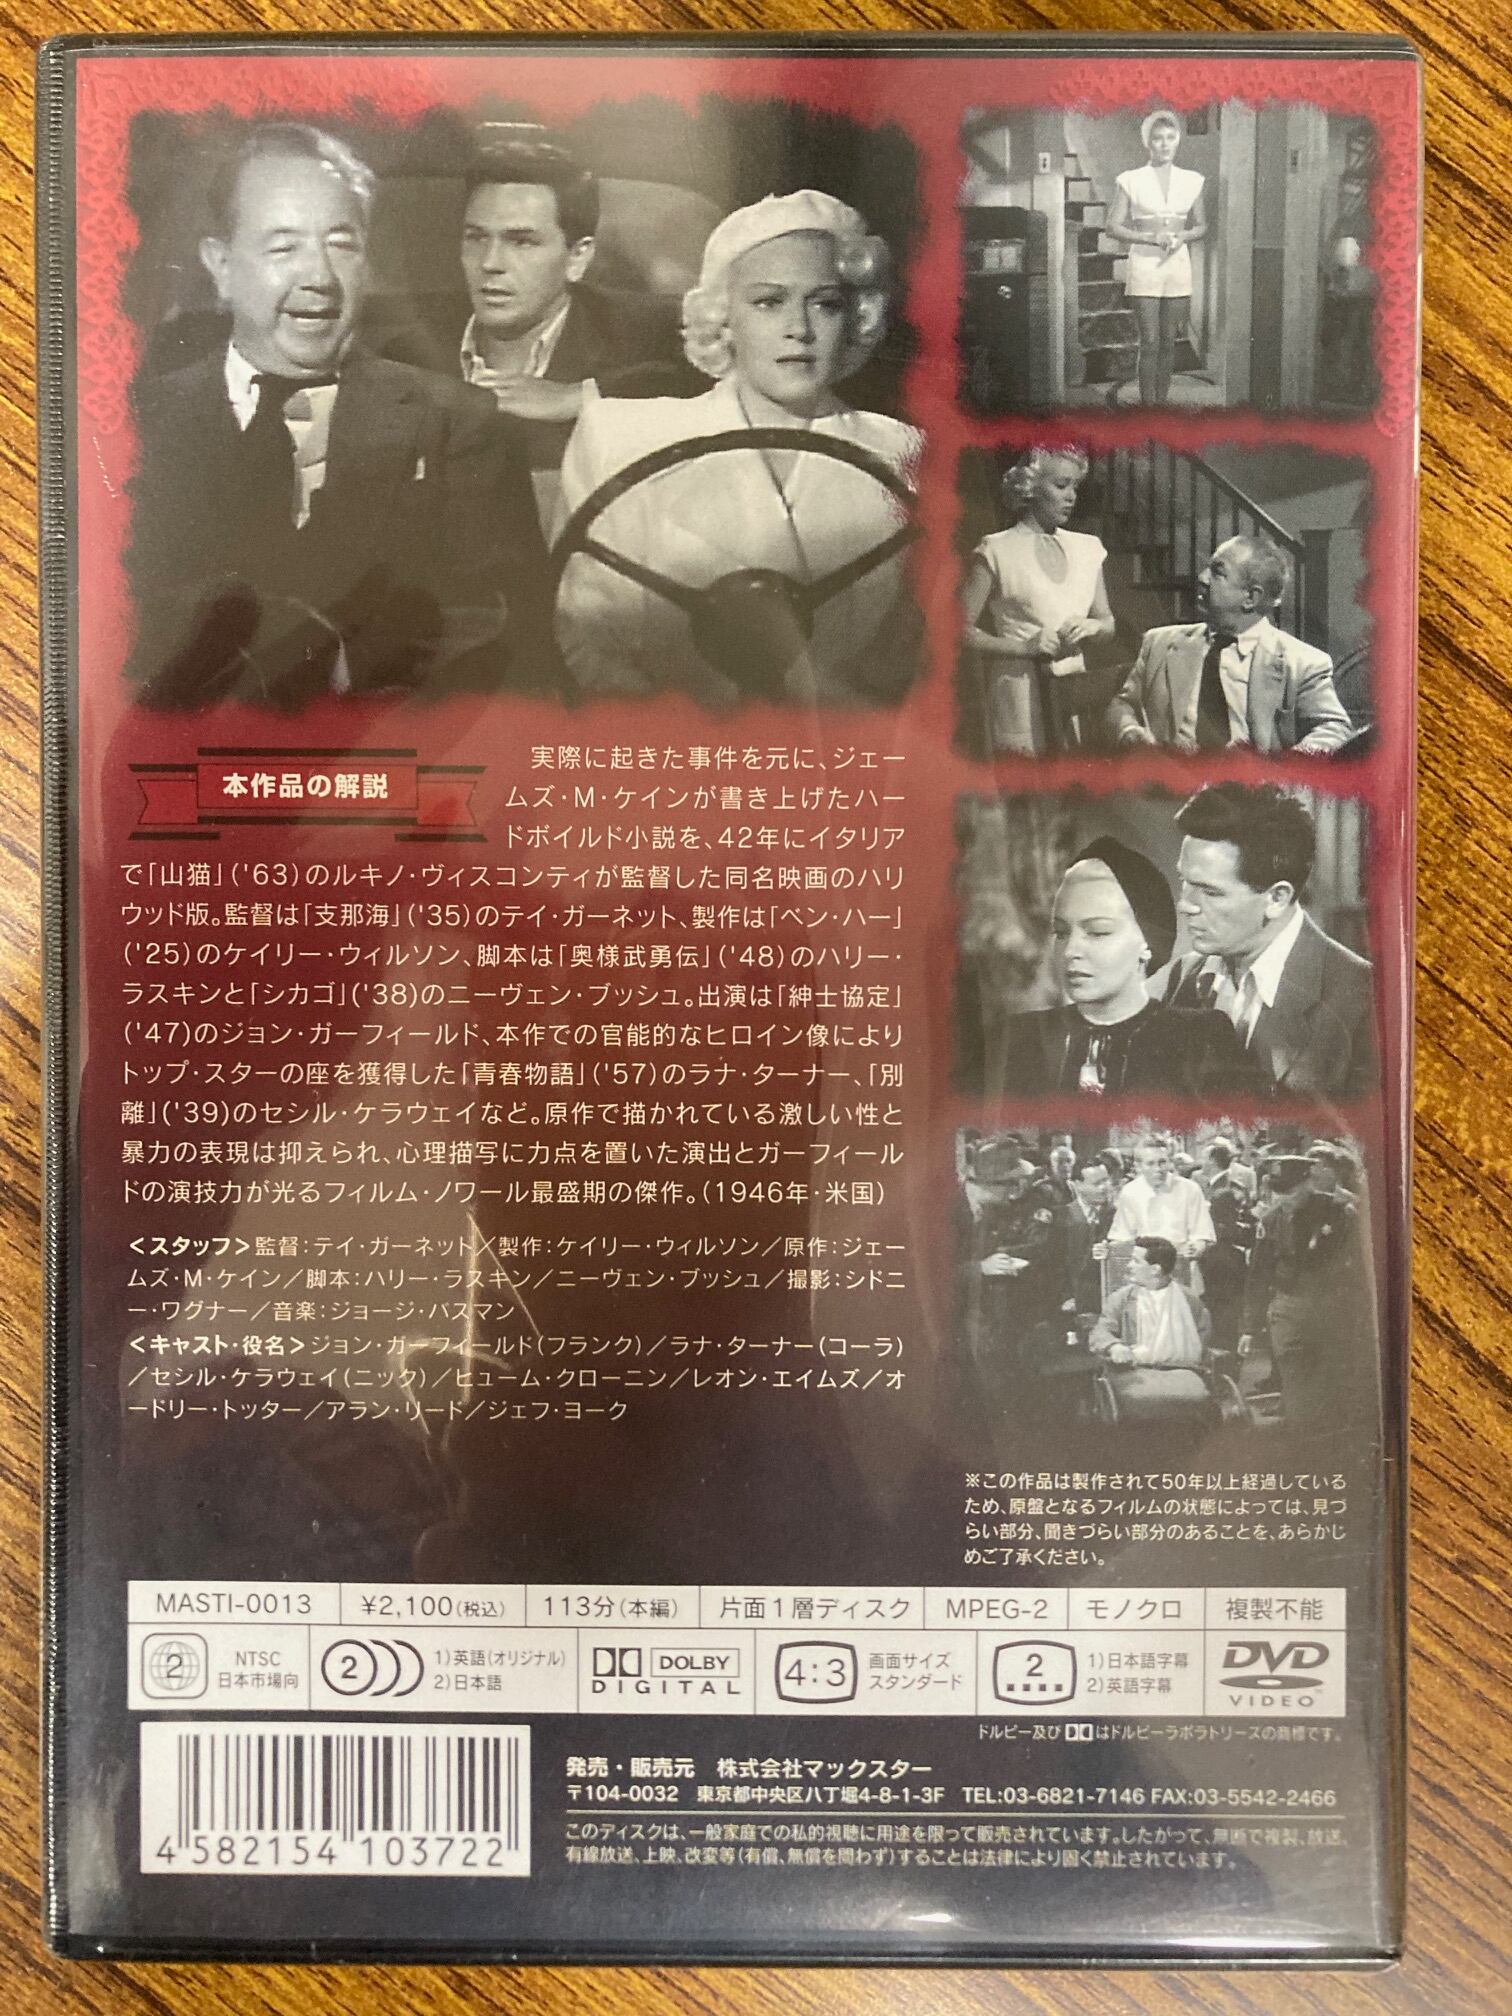 本作品の解説
実際に起きた事件を元に、ジェー
ムズ・M・ケインが書き上げたハー
ドボイルド小説を、42年にイタリア
で「山猫」('63)のルキノ・ヴィスコンティが監督した同名映画のハリ
ウッド版。監督は「支那海」('35)のテイ・ガーネット、製作は「ベン・ハー」
('25)のケイリー・ウィルソン、脚本は「奥様武勇伝」('48)のハリー・
ラスキンと「シカゴ」('38)のニーヴェン・ブッシュ。出演は「紳士協定」
('47)のジョン・ガーフィールド、本作での官能的なヒロイン像により
トップ・スターの座を獲得した「青春物語」('57)のラナ・ターナー、「別
離」('39)のセシル・ケラウェイなど。原作で描かれている激しい性と
暴力の表現は抑えられ、心理描写に力点を置いた演出とガーフィール
ドの演技力が光るフィルム・ノワール最盛期の傑作。(1946年・米国)
<スタッフ>監督:テイ・ガーネット/製作:ケイリー・ウィルソン/原作:ジェー
ムズ・M・ケイン/脚本:ハリー・ラスキン/ニーヴェン・ブッシュ/撮影:シドニ
ー・ワグナー/音楽:ジョージ・バスマン
<キャスト・役名>ジョン・ガーフィールド(フランク)/ラナ・ターナー(コーラ)
/セシル・ケラウェイ(ニック)/ヒューム・クローニン/レオン・エイムズ/オ
ードリー・トッター/アラン・リード/ジェフ・ヨーク
※この作品は製作されて50年以上経過している
ため、原盤となるフィルムの状態によっては、見づ
らい部分、聞きづらい部分のあることを、あらかじ
めご了承ください。
MASTI-0013 ¥2,100(税込) 113分(本編) 片面1層ディスク MPEG-2 モノクロ 複製不能
2 NTSC 日本市場向
2 1)英語(オリジナル) 2)日本語
DOLBY DIGITAL
4:3 画面サイズ スタンダード
2 1)日本語字幕 2)英語字幕
DVD VIDEO™
ドルビー及びDDはドルビーラボラトリーズの商標です。
4 582154 103722
発売・販売元 株式会社マックスター
〒104-0032 東京都中央区八丁堀4-8-1-3F TEL:03-6821-7146 FAX:03-5542-2466
このディスクは、一般家庭での私的視聴に用途を限って販売されています。したがって、無断で複製、放送、
有線放送、上映、改変等(有償、無償を問わず)することは法律により固く禁止されています。